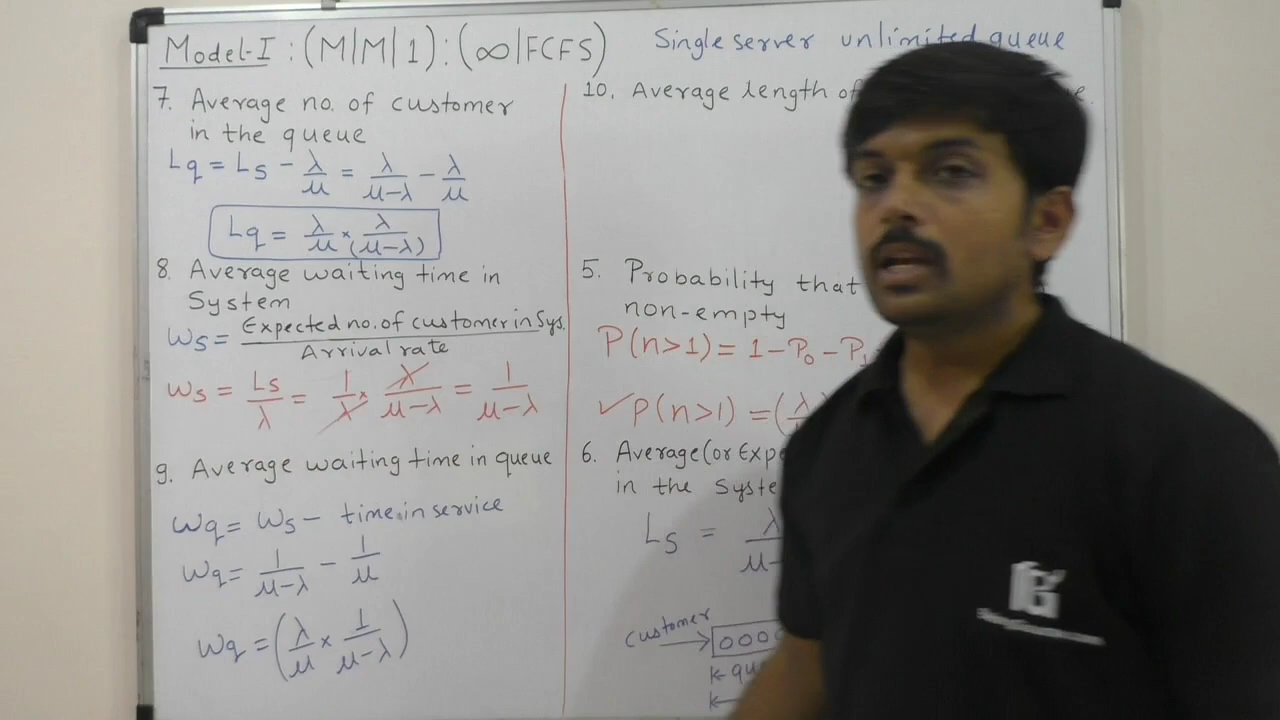 Model-I : (M|M|1) : (∞|FCFS) Single server unlimited queue
7. Average no. of customer
in the queue
Lq = Ls - λ/μ = λ/(μ-λ) - λ/μ
Lq = λ/μ × λ/(μ-λ)
8. Average waiting time in
System
Ws = Expected no. of customer in Sys. / Arrival rate
Ws = Ls/λ = 1/λ × λ/(μ-λ) = 1/(μ-λ)
9. Average waiting time in queue
Wq = Ws - time in service
Wq = 1/(μ-λ) - 1/μ
Wq = (λ/μ × 1/(μ-λ))
10. Average length of
5. Probability that
non-empty
P(n>1) = 1 - P0 - P1
✓ P(n>1) = (λ
6. Average (or Expe
in the Syste
Ls = λ/μ-
Customer
0000
que